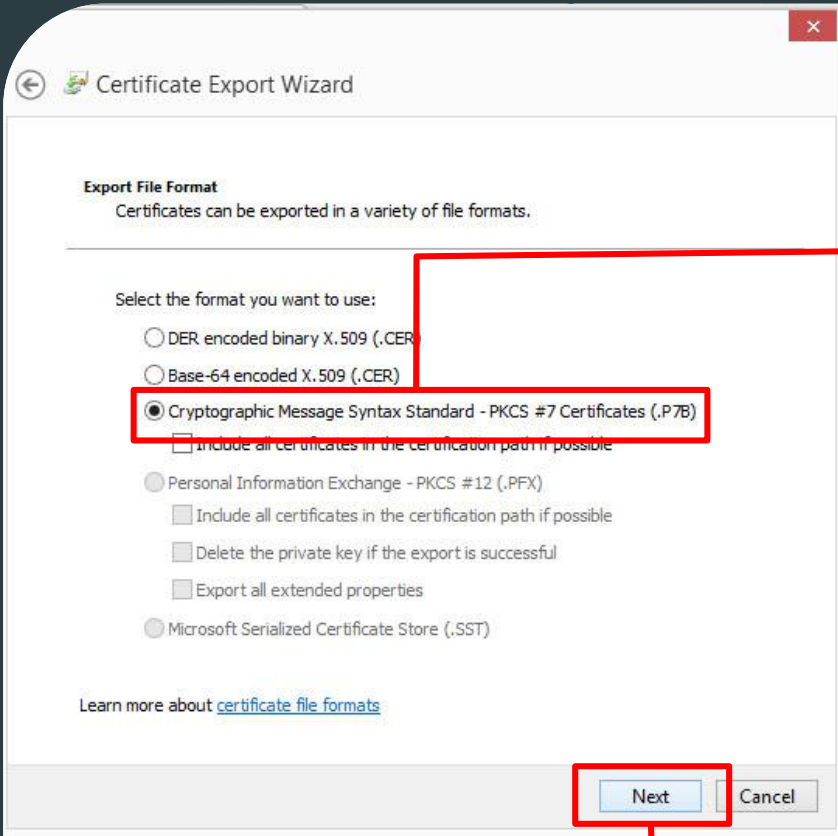 Certificate Export Wizard
Export File Format
Certificates can be exported in a variety of file formats.
Select the format you want to use:
DER encoded binary X.509 (.CER)
Base-64 encoded X.509 (.CER)
Cryptographic Message Syntax Standard - PKCS #7 Certificates (.P7B)
Include all certificates in the certification path if possible
Personal Information Exchange - PKCS #12 (.PFX)
Include all certificates in the certification path if possible
Delete the private key if the export is successful
Export all extended properties
Microsoft Serialized Certificate Store (.SST)
Learn more about certificate file formats
Next Cancel